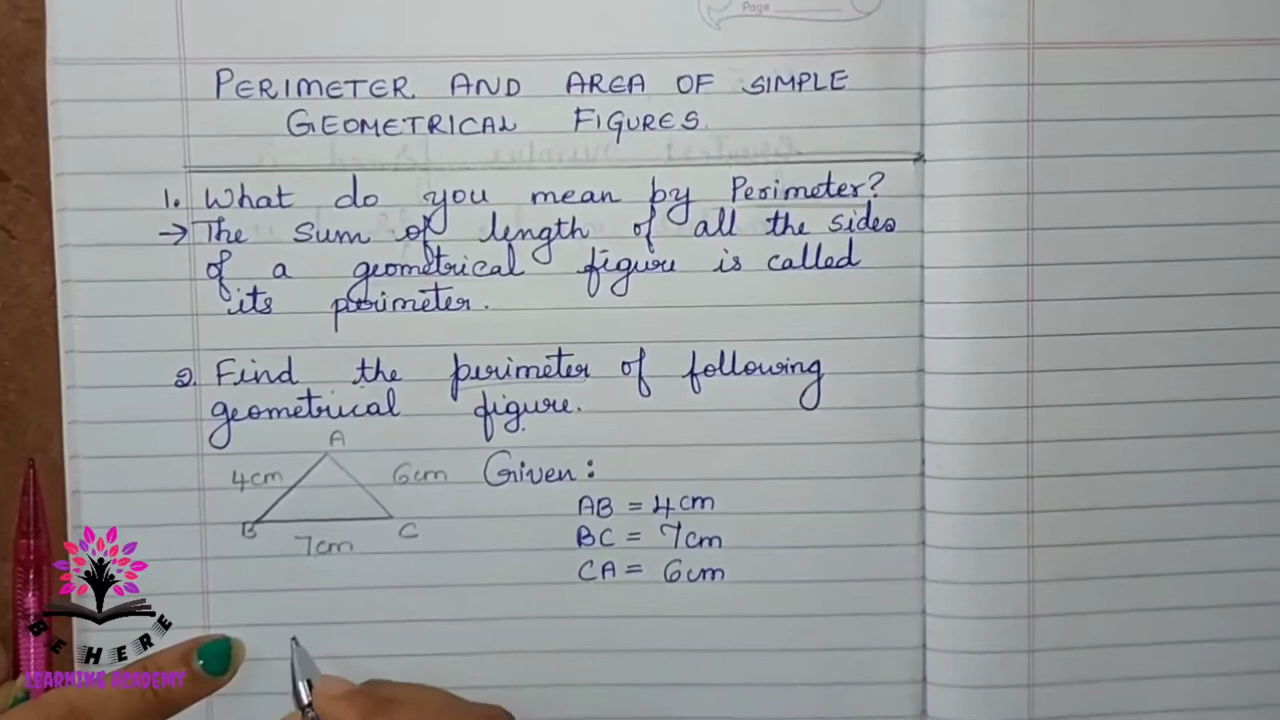 Page
PERIMETER AND AREA OF SIMPLE
GEOMETRICAL FIGURES.
1. What do you mean by Perimeter?
→ The sum of length of all the sides
of a geometrical figure is called
its perimeter.
2. Find the perimeter of following
geometrical figure.
A
4cm 6cm
B C
7cm
Given:
AB = 4cm
BC = 7cm
CA = 6cm
BEHERE
LEARNING ACADEMY